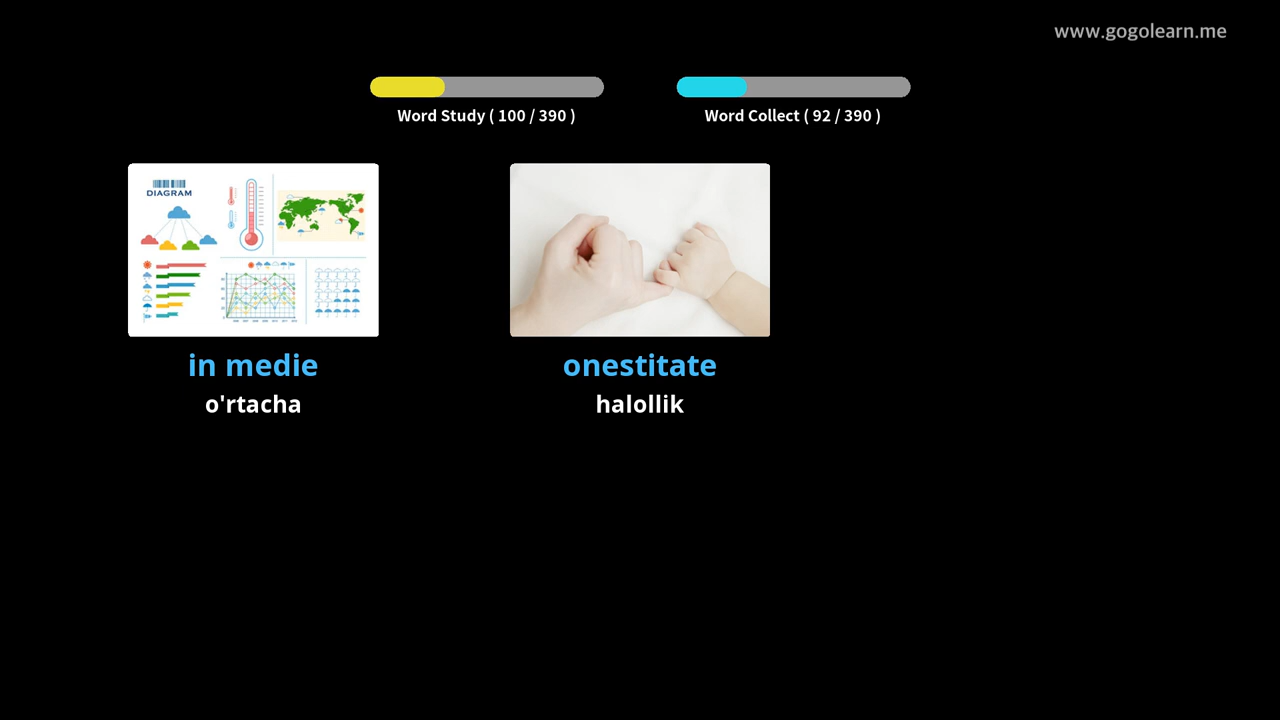 www.gogolearn.me
Word Study ( 100 / 390 )
Word Collect ( 92 / 390 )
DIAGRAM
in medie
onestitate
o'rtacha
halollik